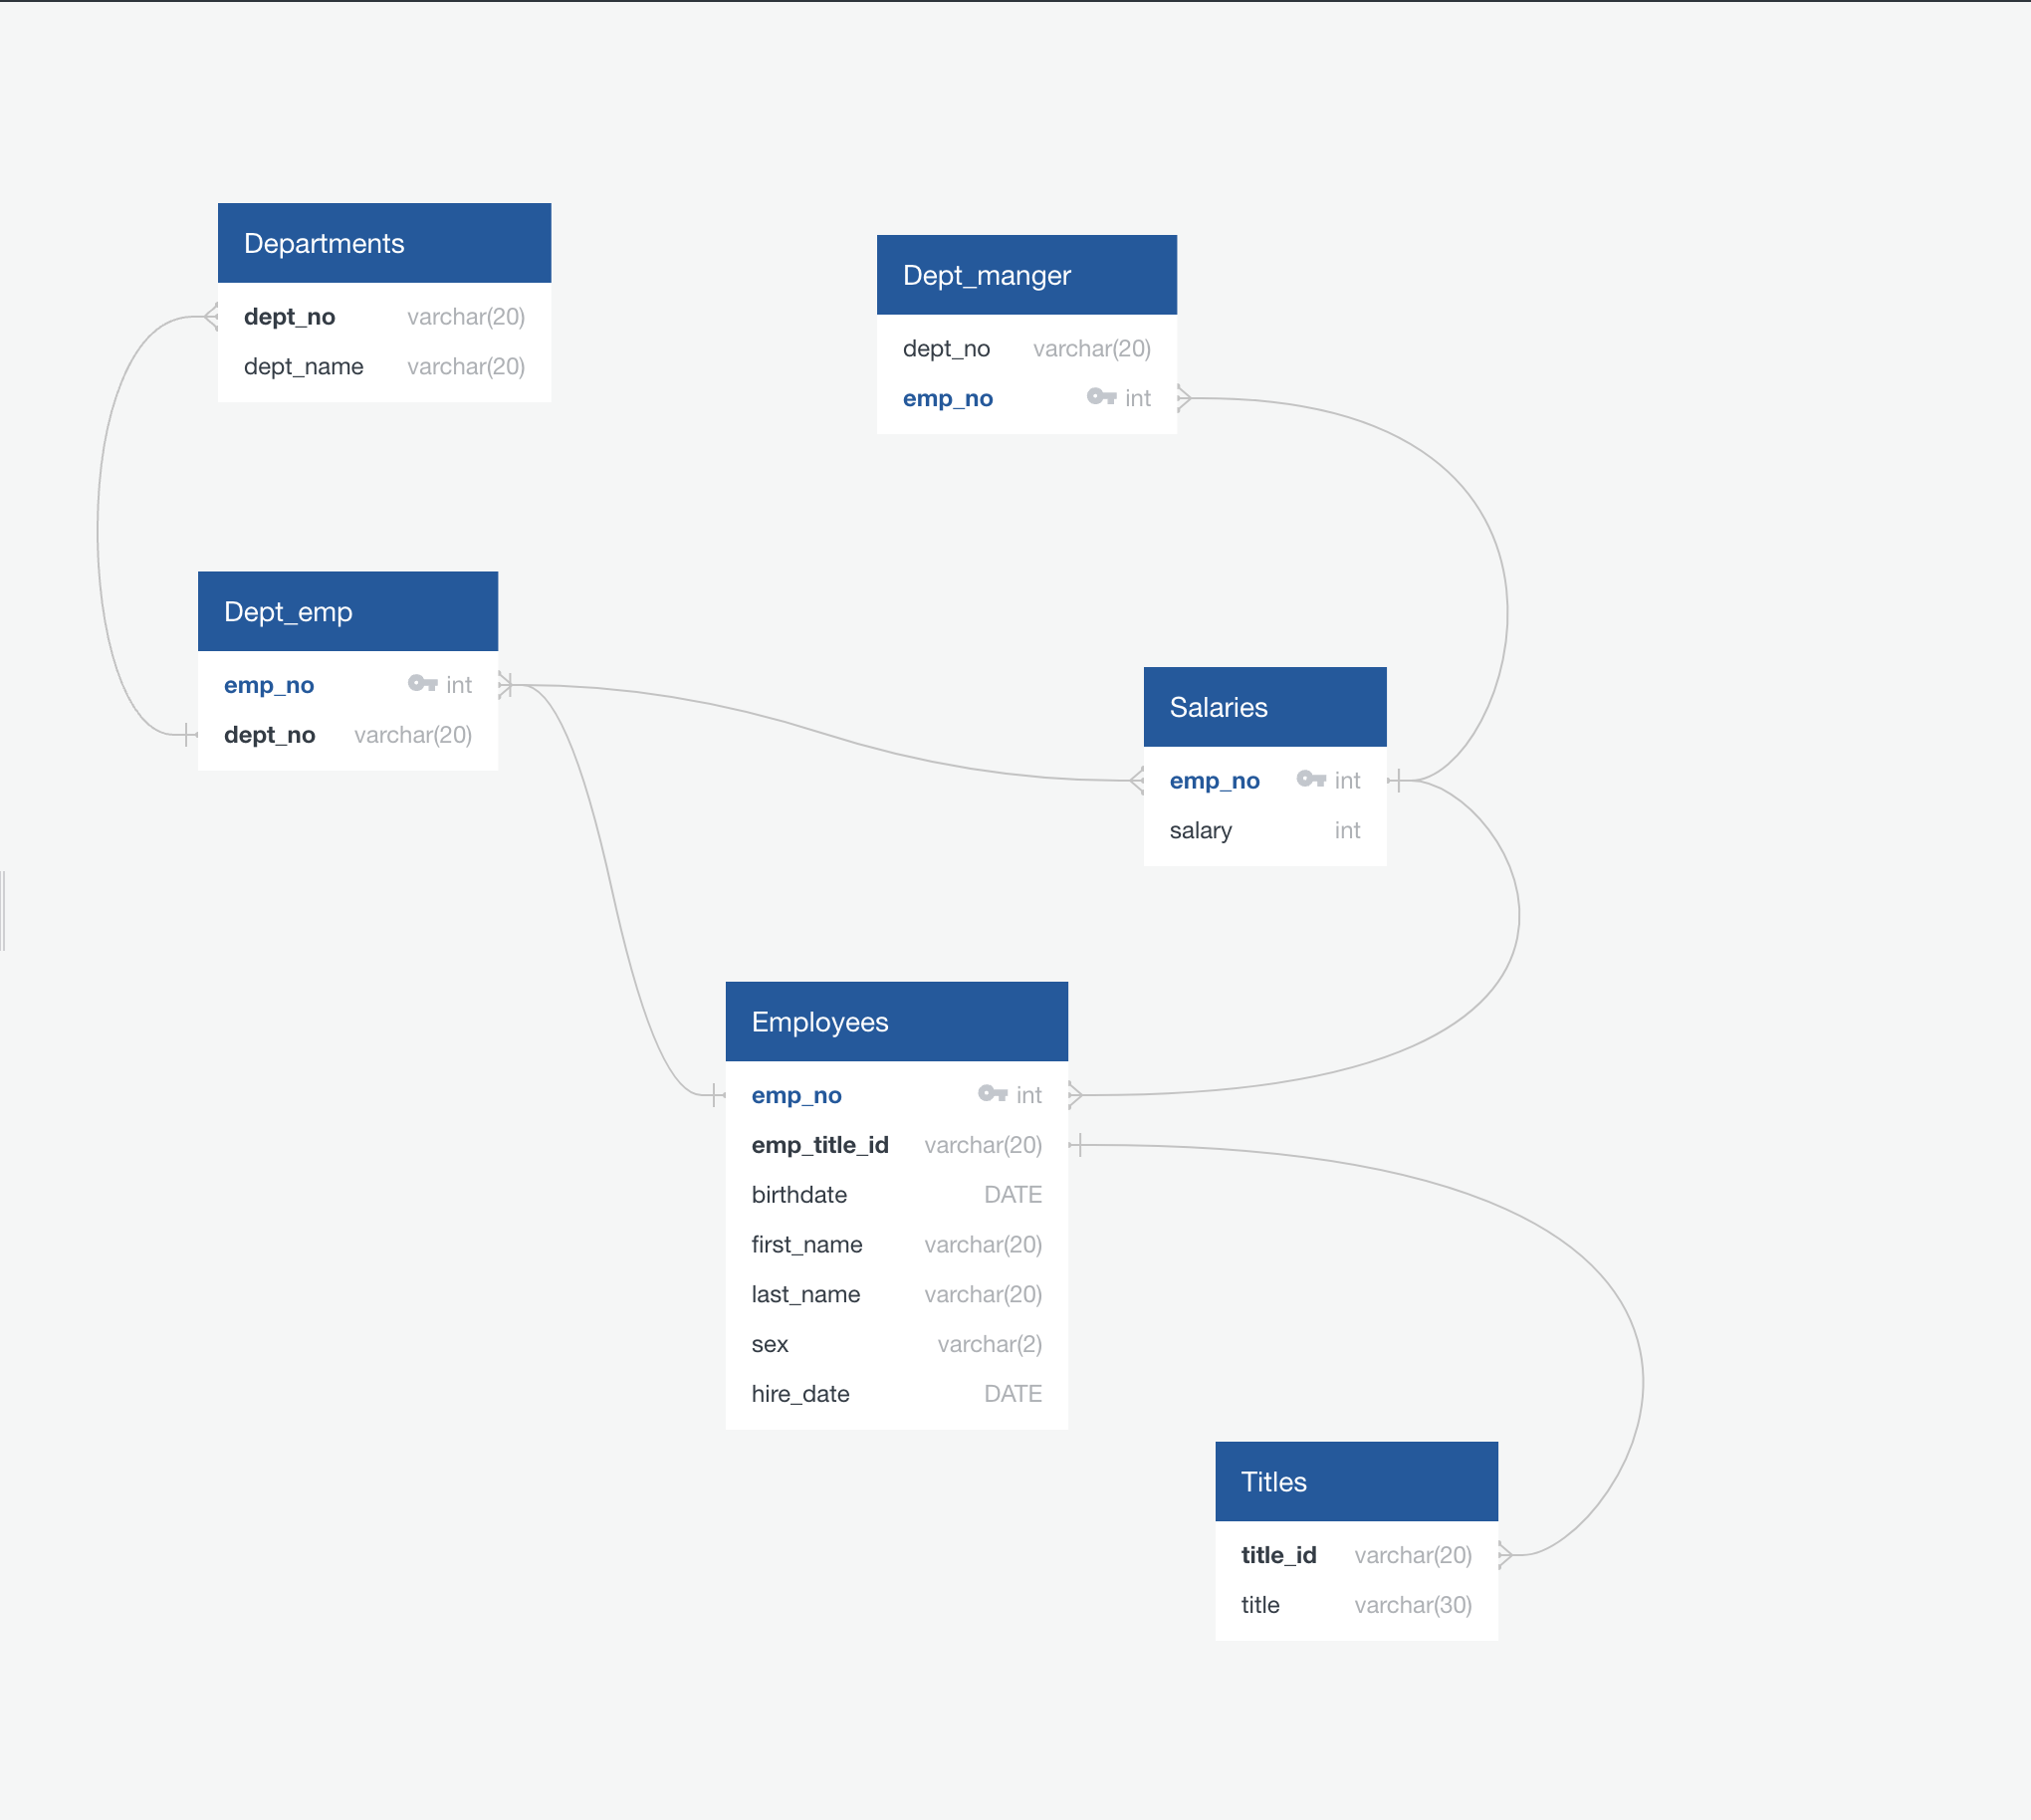 Departments
dept_no varchar(20)
dept_name varchar(20)
Dept_manger
dept_no varchar(20)
emp_no int
Dept_emp
emp_no int
dept_no varchar(20)
Salaries
emp_no int
salary int
Employees
emp_no int
emp_title_id varchar(20)
birthdate DATE
first_name varchar(20)
last_name varchar(20)
sex varchar(2)
hire_date DATE
Titles
title_id varchar(20)
title varchar(30)